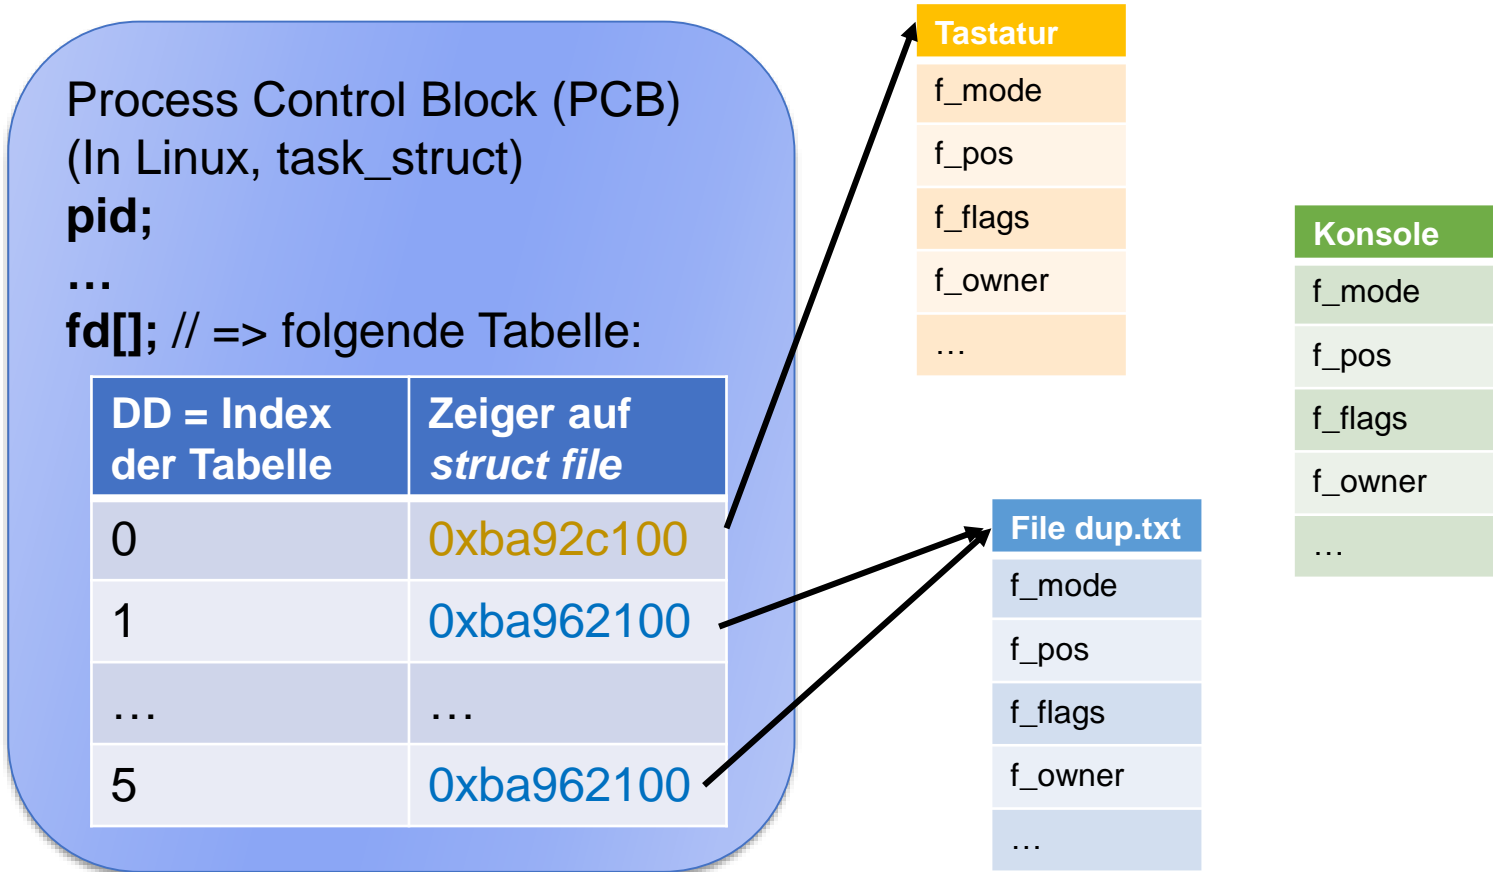 Process Control Block (PCB)
(In Linux, task_struct)
pid;
…
fd[]; // => folgende Tabelle:
DD = Index
der Tabelle
Zeiger auf
struct file
0
0xba92c100
1
0xba962100
…
…
5
0xba962100
Tastatur
f_mode
f_pos
f_flags
f_owner
…
File dup.txt
f_mode
f_pos
f_flags
f_owner
…
Konsole
f_mode
f_pos
f_flags
f_owner
…